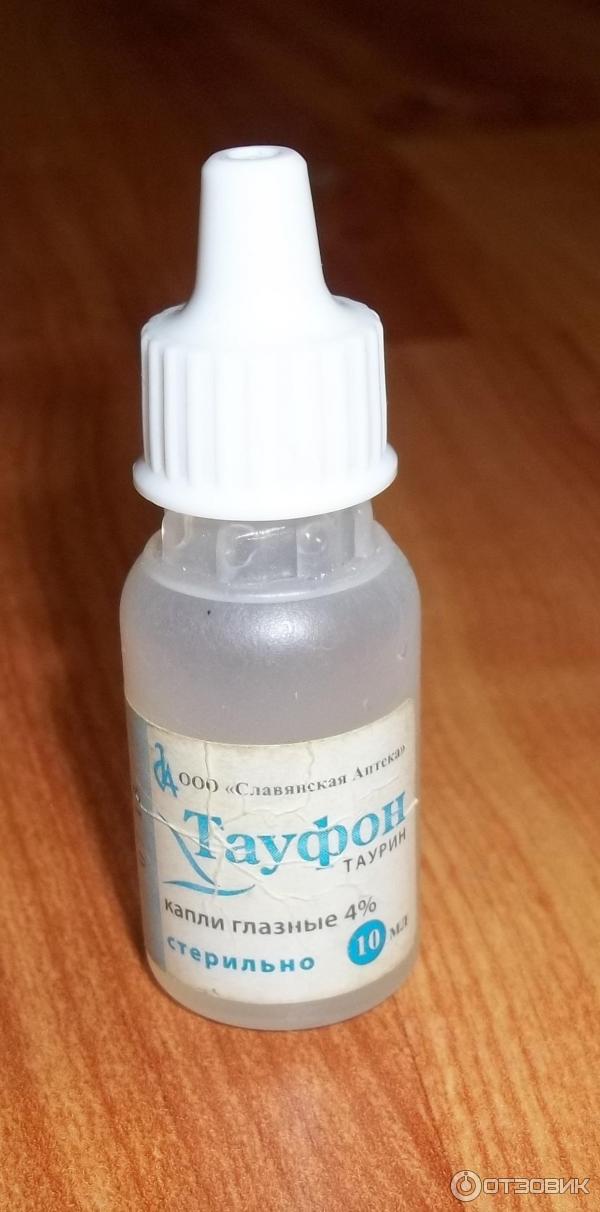 ООО «Славянская Аптека»
Тауфон
ТАУРИН
капли глазные 4%
стерильно 10 мл
ОТЗОВИК